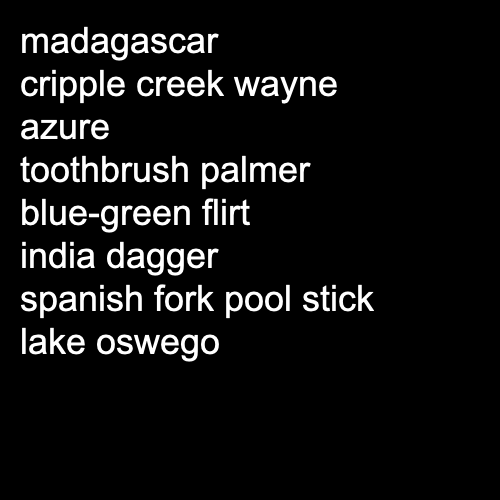 madagascar
cripple creek wayne
azure
toothbrush palmer
blue-green flirt
india dagger
spanish fork pool stick
lake oswego